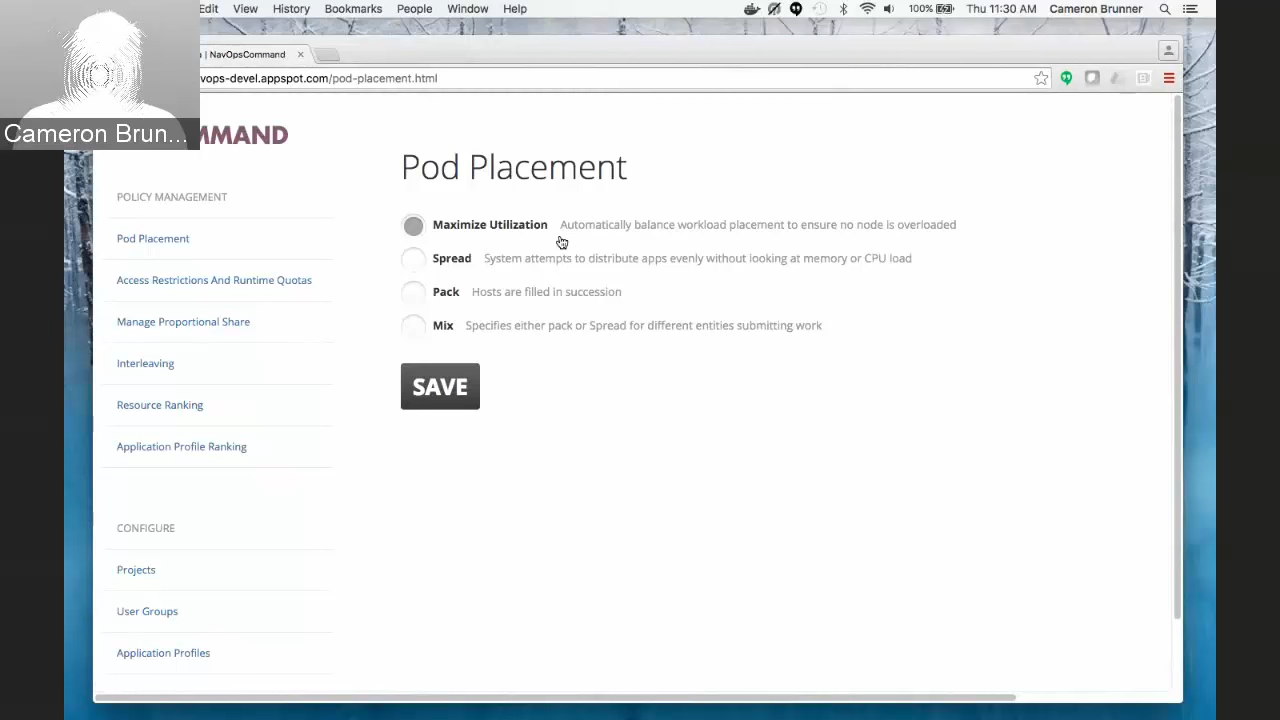 Edit View History Bookmarks People Window Help 100% Thu 11:30 AM Cameron Brunner
| NavOpsCommand
vops-devel.appspot.com/pod-placement.html
Cameron Brun...
MMAND
Pod Placement
POLICY MANAGEMENT
Pod Placement
Access Restrictions And Runtime Quotas
Manage Proportional Share
Interleaving
Resource Ranking
Application Profile Ranking
CONFIGURE
Projects
User Groups
Application Profiles
Maximize Utilization Automatically balance workload placement to ensure no node is overloaded
Spread System attempts to distribute apps evenly without looking at memory or CPU load
Pack Hosts are filled in succession
Mix Specifies either pack or Spread for different entities submitting work
SAVE